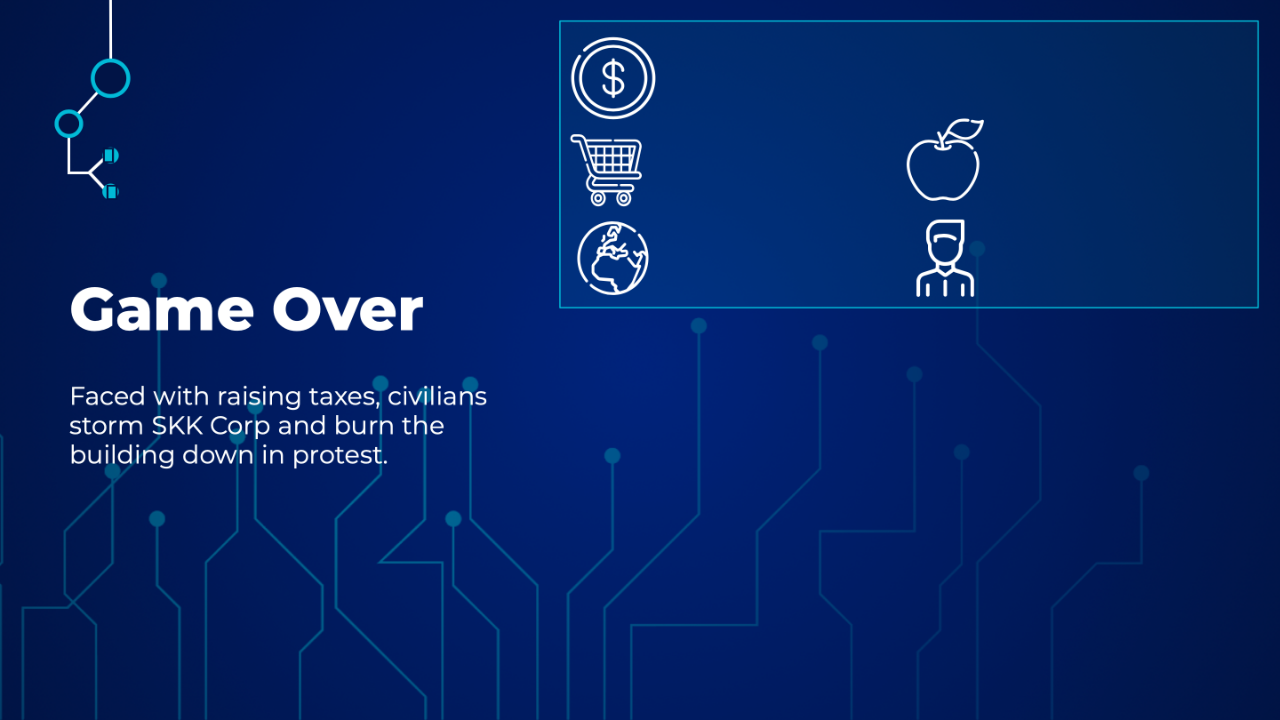 $
Game Over
Faced with raising taxes, civilians
storm SKK Corp and burn the
building down in protest.